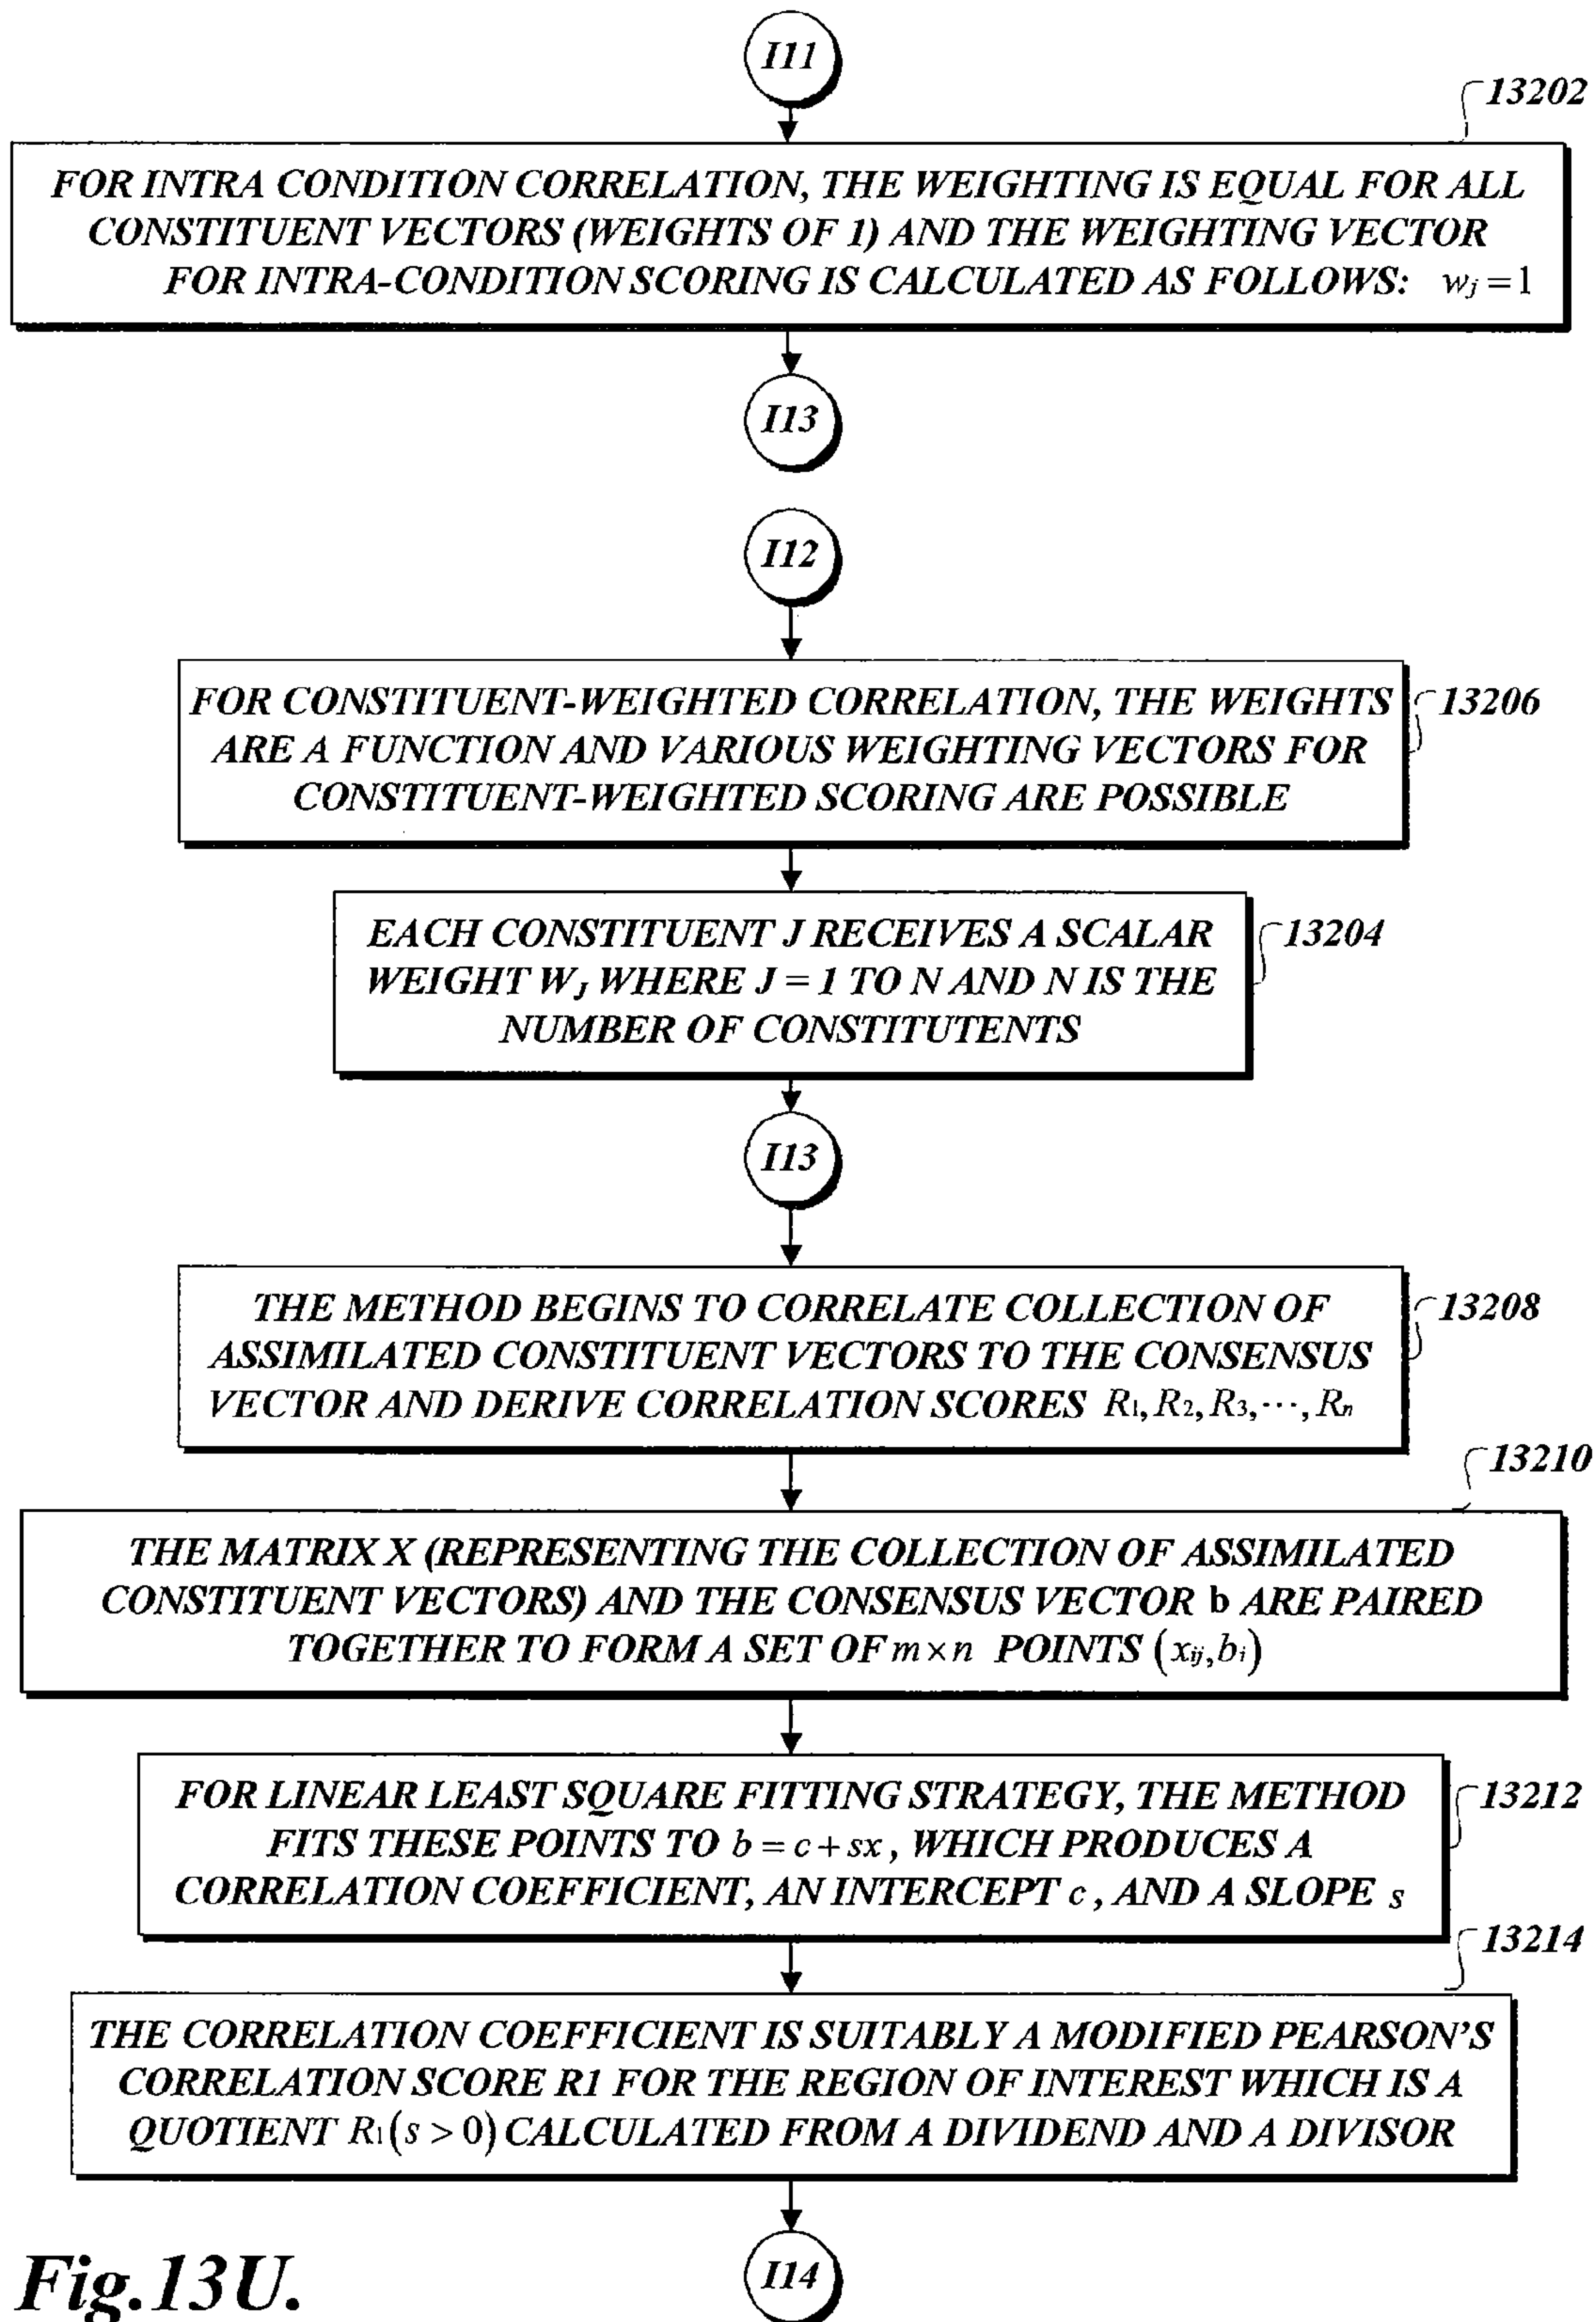 I11
13202
FOR INTRA CONDITION CORRELATION, THE WEIGHTING IS EQUAL FOR ALL
CONSTITUENT VECTORS (WEIGHTS OF 1) AND THE WEIGHTING VECTOR
FOR INTRA-CONDITION SCORING IS CALCULATED AS FOLLOWS: wⱼ = 1
I13
I12
FOR CONSTITUENT-WEIGHTED CORRELATION, THE WEIGHTS
ARE A FUNCTION AND VARIOUS WEIGHTING VECTORS FOR
CONSTITUENT-WEIGHTED SCORING ARE POSSIBLE
13206
EACH CONSTITUENT J RECEIVES A SCALAR
WEIGHT W_J WHERE J = 1 TO N AND N IS THE
NUMBER OF CONSTITUTENTS
13204
I13
THE METHOD BEGINS TO CORRELATE COLLECTION OF
ASSIMILATED CONSTITUENT VECTORS TO THE CONSENSUS
VECTOR AND DERIVE CORRELATION SCORES R₁, R₂, R₃, ⋯, Rₙ
13208
13210
THE MATRIX X (REPRESENTING THE COLLECTION OF ASSIMILATED
CONSTITUENT VECTORS) AND THE CONSENSUS VECTOR b ARE PAIRED
TOGETHER TO FORM A SET OF m×n POINTS (xᵢⱼ, bᵢ)
FOR LINEAR LEAST SQUARE FITTING STRATEGY, THE METHOD
FITS THESE POINTS TO b = c + sx, WHICH PRODUCES A
CORRELATION COEFFICIENT, AN INTERCEPT c, AND A SLOPE s
13212
13214
THE CORRELATION COEFFICIENT IS SUITABLY A MODIFIED PEARSON'S
CORRELATION SCORE R1 FOR THE REGION OF INTEREST WHICH IS A
QUOTIENT R₁(s > 0) CALCULATED FROM A DIVIDEND AND A DIVISOR
I14
Fig.13U.